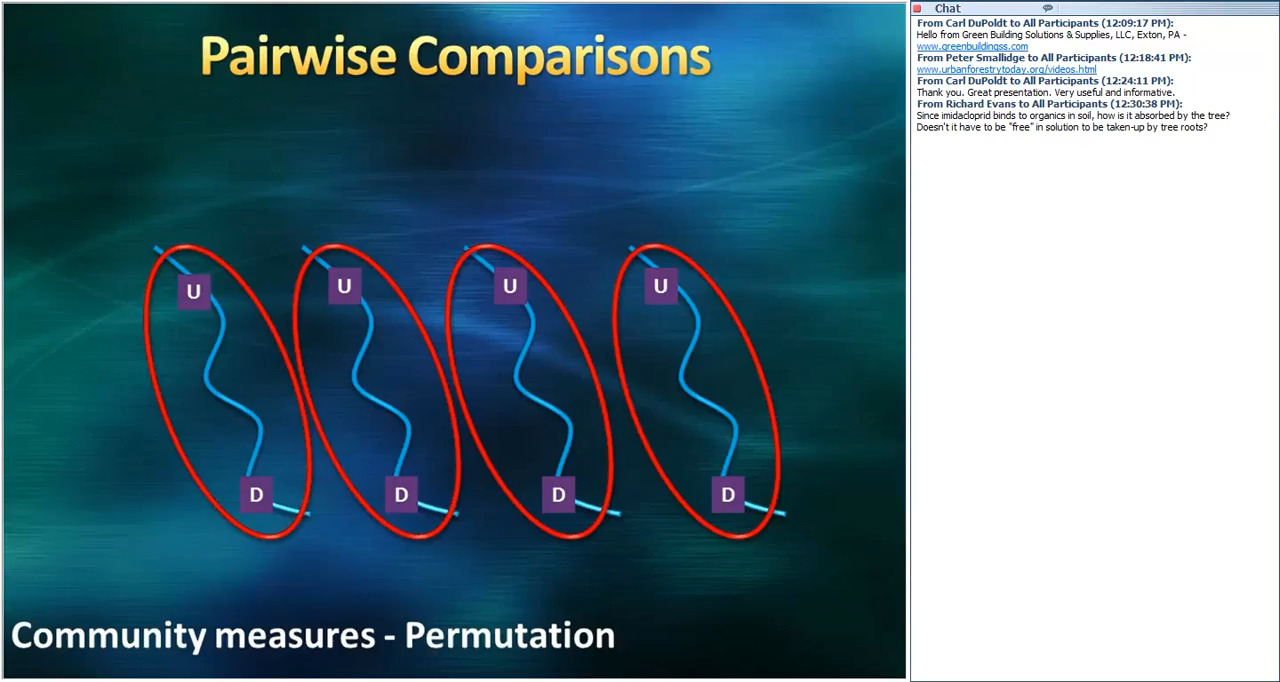 Pairwise Comparisons
U
U
U
U
D
D
D
D
Community measures - Permutation
Chat
From Carl DuPoldt to All Participants (12:09:17 PM):
Hello from Green Building Solutions & Supplies, LLC, Exton, PA -
www.greenbuildingss.com
From Peter Smallidge to All Participants (12:18:41 PM):
www.urbanforestrytoday.org/videos.html
From Carl DuPoldt to All Participants (12:24:11 PM):
Thank you. Great presentation. Very useful and informative.
From Richard Evans to All Participants (12:30:38 PM):
Since imidacloprid binds to organics in soil, how is it absorbed by the tree?
Doesn't it have to be "free" in solution to be taken-up by tree roots?